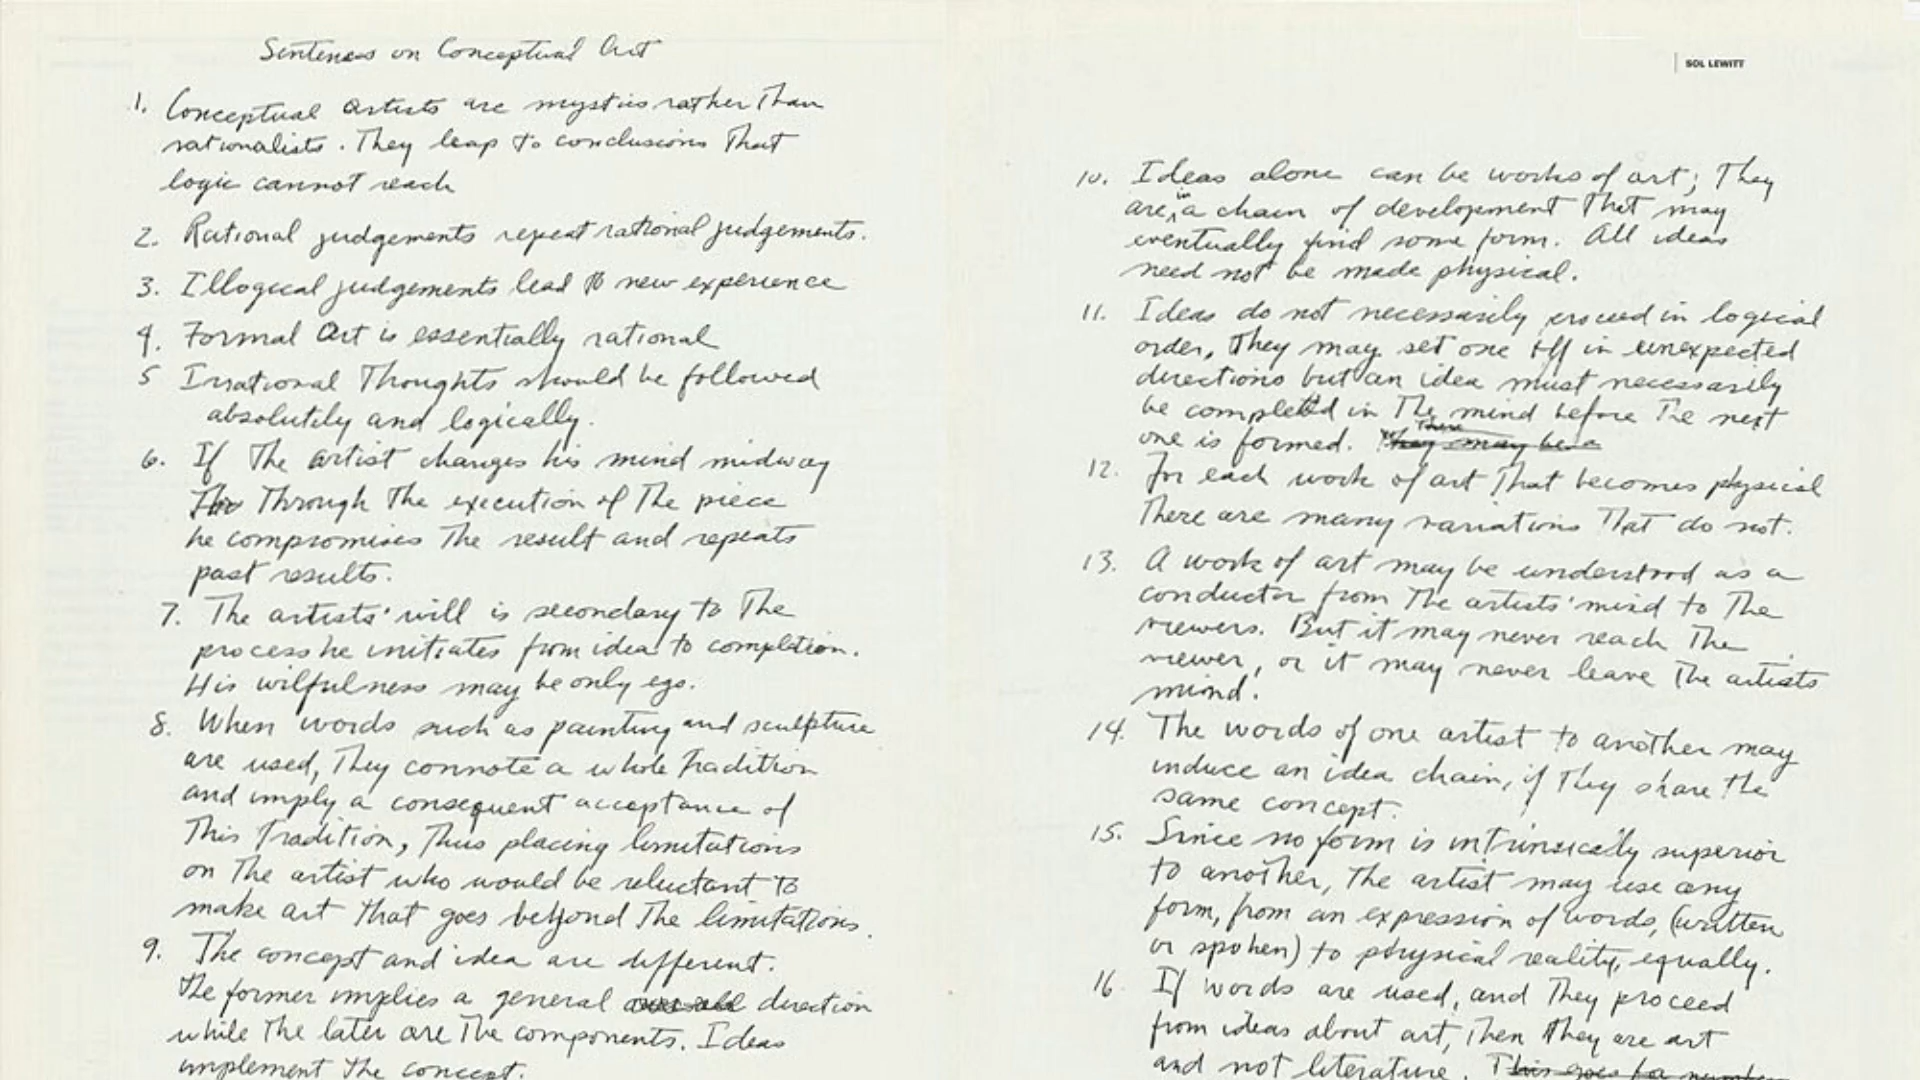 Sentences on Conceptual Art
1. Conceptual Artists are mystics rather than
rationalists. They leap to conclusions that
logic cannot reach
2. Rational judgements repeat rational judgements.
3. Illogical judgements lead to new experience
4. Formal Art is essentially rational
5 Irrational Thoughts should be followed
absolutely and logically.
6. If the artist changes his mind midway
Thro Through the execution of the piece
he compromises the result and repeats
past results.
7. The artists' will is secondary to the
process he initiates from idea to completion.
His wilfulness may be only ego.
8. When words such as painting and sculpture
are used, they connote a whole tradition
and imply a consequent acceptance of
this tradition, thus placing limitations
on the artist who would be reluctant to
make art that goes beyond the limitations.
9. The concept and idea are different.
The former implies a general over-all direction
while the later are the components. Ideas
implement the concept.
SOL LEWITT
10. Ideas alone can be works of art; they
are in a chain of development that may
eventually find some form. All ideas
need not be made physical.
11. Ideas do not necessarily proceed in logical
order, they may set one off in unexpected
directions but an idea must necessarily
be completed in the mind before the next
one is formed. They There may be a
12. For each work of art that becomes physical
there are many variations that do not.
13. A work of art may be understood as a
conductor from the artists' mind to the
viewers. But it may never reach the
viewer, or it may never leave the artists
mind.
14. The words of one artist to another may
induce an idea chain, if they share the
same concept.
15. Since no form is intrinsically superior
to another, the artist may use any
form, from an expression of words, (written
or spoken) to physical reality, equally.
16 If words are used, and they proceed
from ideas about art, then they are art
and not literature. This goes for number